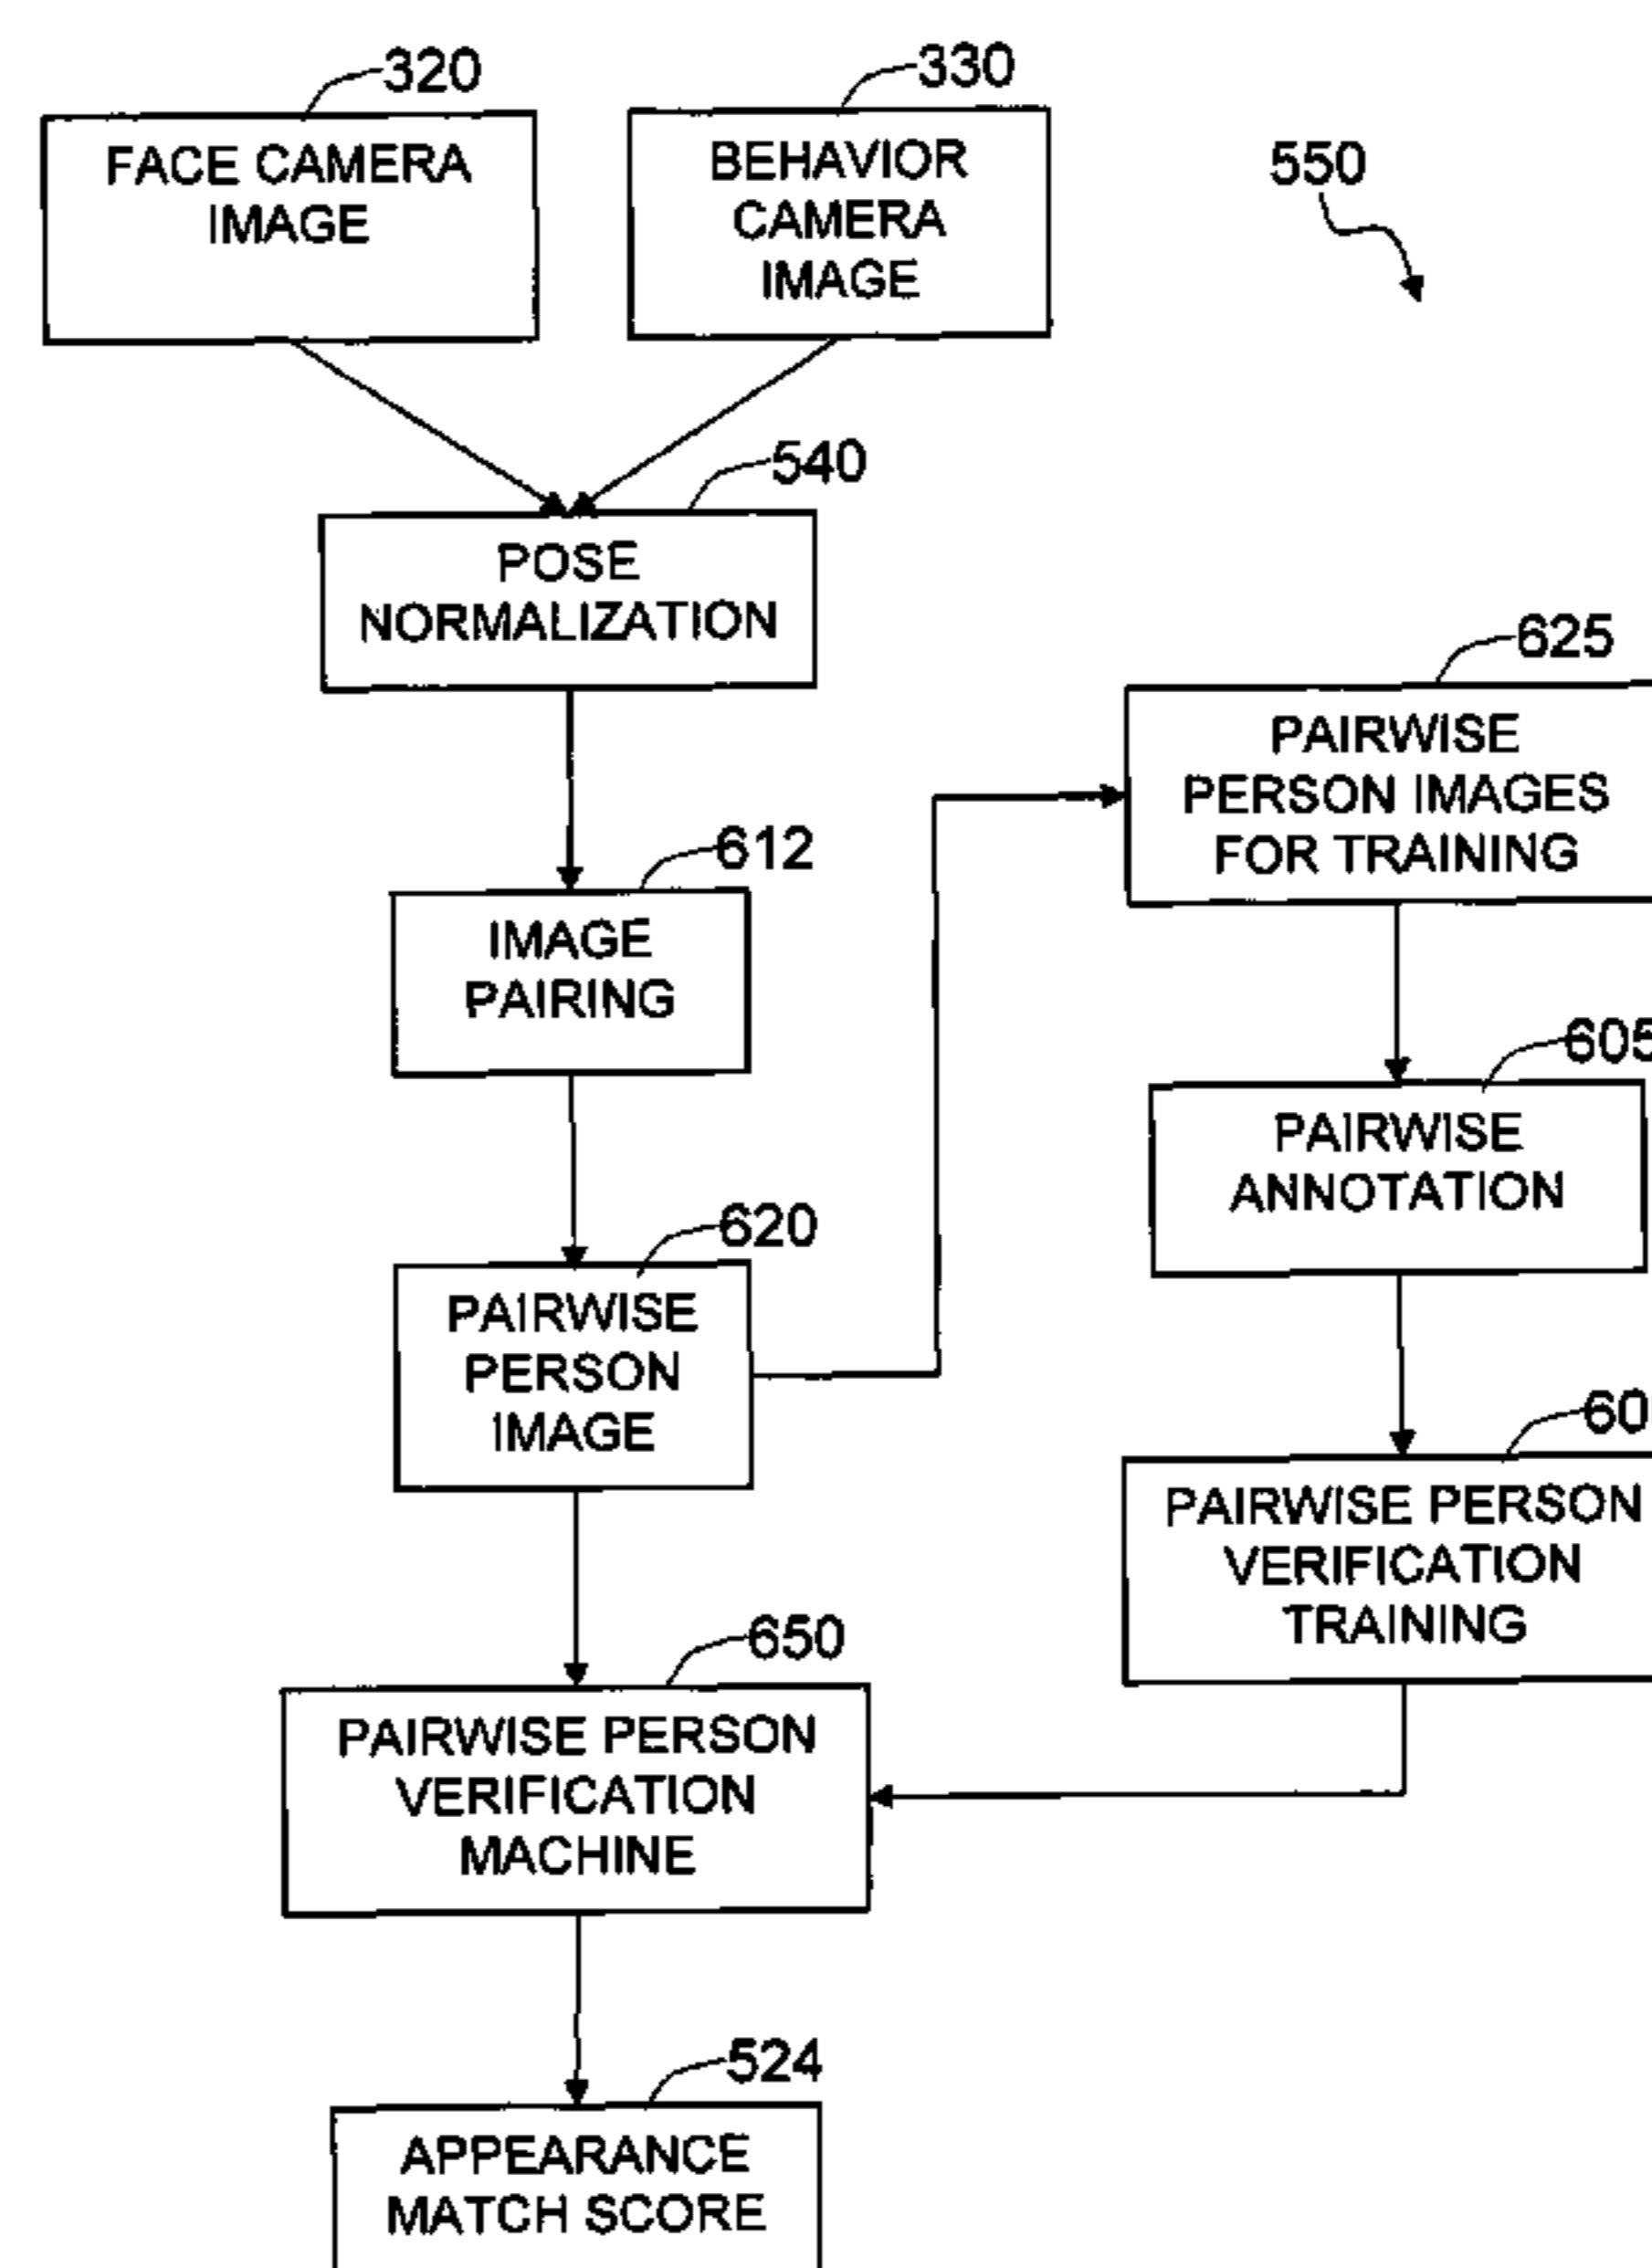 320
FACE CAMERA
IMAGE
330
BEHAVIOR
CAMERA
IMAGE
550
540
POSE
NORMALIZATION
625
PAIRWISE
PERSON IMAGES
FOR TRAINING
612
IMAGE
PAIRING
605
PAIRWISE
ANNOTATION
620
PAIRWISE
PERSON
IMAGE
60
PAIRWISE PERSON
VERIFICATION
TRAINING
650
PAIRWISE PERSON
VERIFICATION
MACHINE
524
APPEARANCE
MATCH SCORE